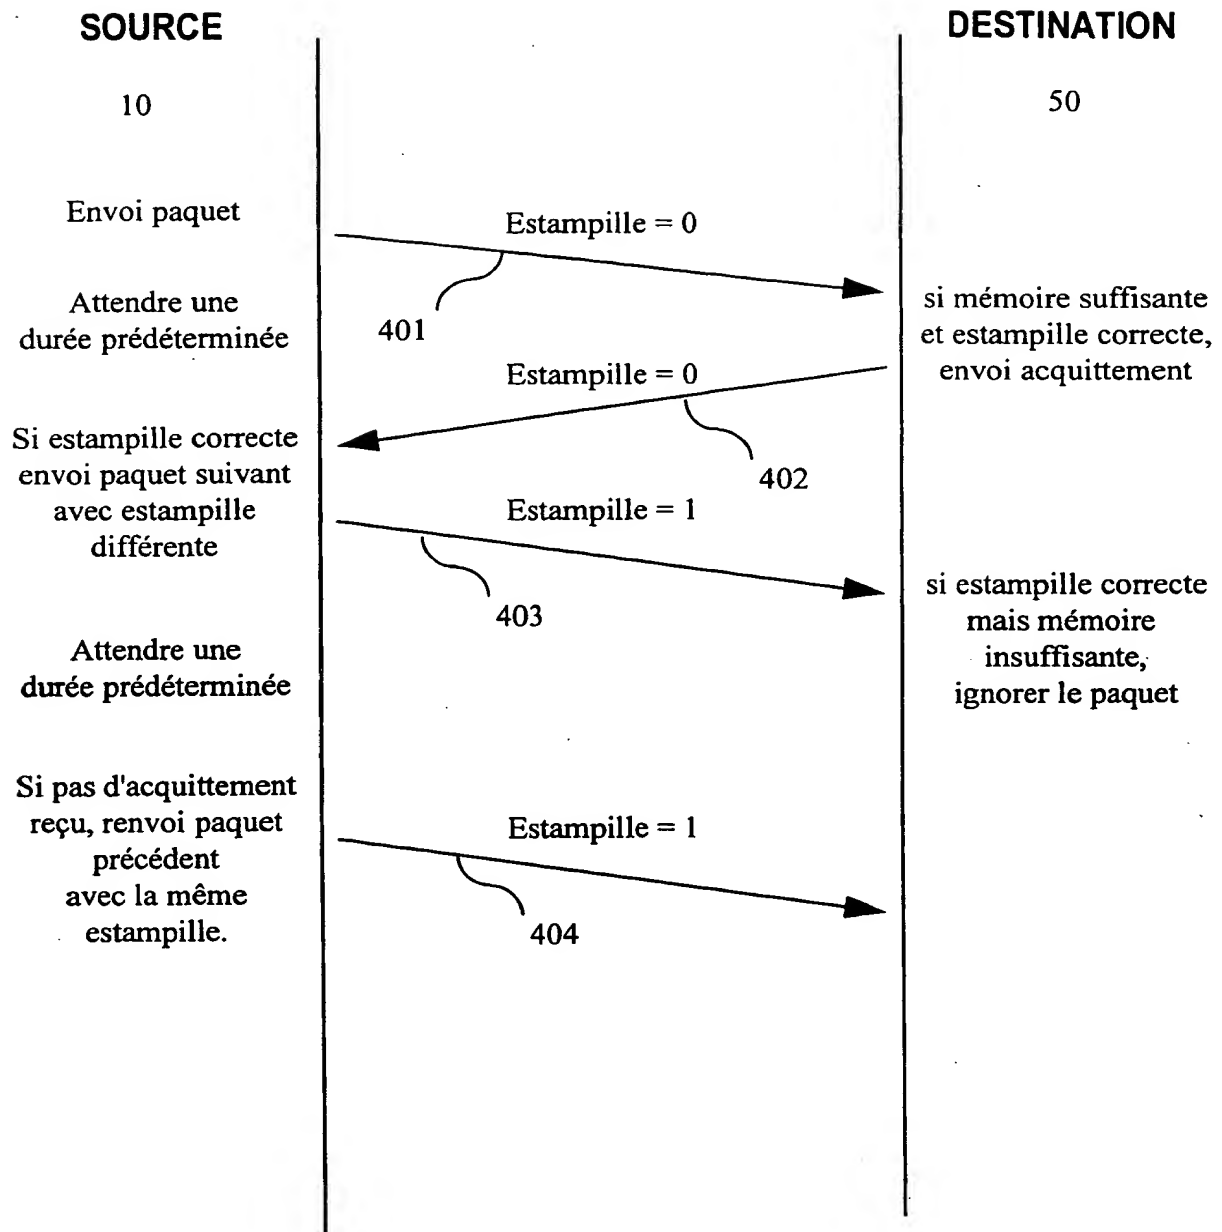 SOURCE
DESTINATION
10
50
Envoi paquet
Estampille = 0
401
Attendre une
durée prédéterminée
si mémoire suffisante
et estampille correcte,
envoi acquittement
Estampille = 0
402
Si estampille correcte
envoi paquet suivant
avec estampille
différente
Estampille = 1
403
si estampille correcte
mais mémoire
insuffisante,
ignorer le paquet
Attendre une
durée prédéterminée
Si pas d'acquittement
reçu, renvoi paquet
précédent
avec la même
estampille.
Estampille = 1
404